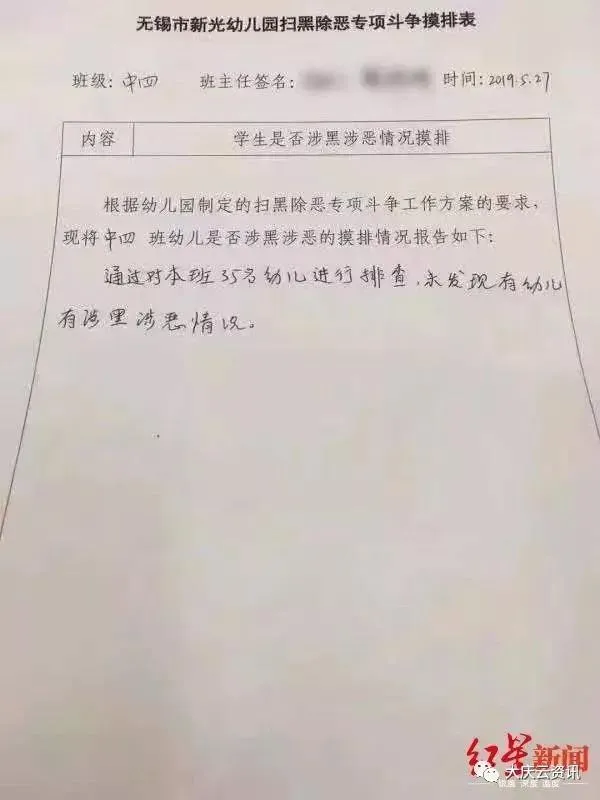 无锡市新光幼儿园扫黑除恶专项斗争摸排表
班级：中四 班主任签名： 时间：2019.5.27
内容 学生是否涉黑涉恶情况摸排
根据幼儿园制定的扫黑除恶专项斗争工作方案的要求，
现将中四 班幼儿是否涉黑涉恶的摸排情况报告如下：
通过对本班35名幼儿进行排查，未发现有幼儿
有涉黑涉恶情况。
红星新闻
锐度 深度 温度
大庆云资讯